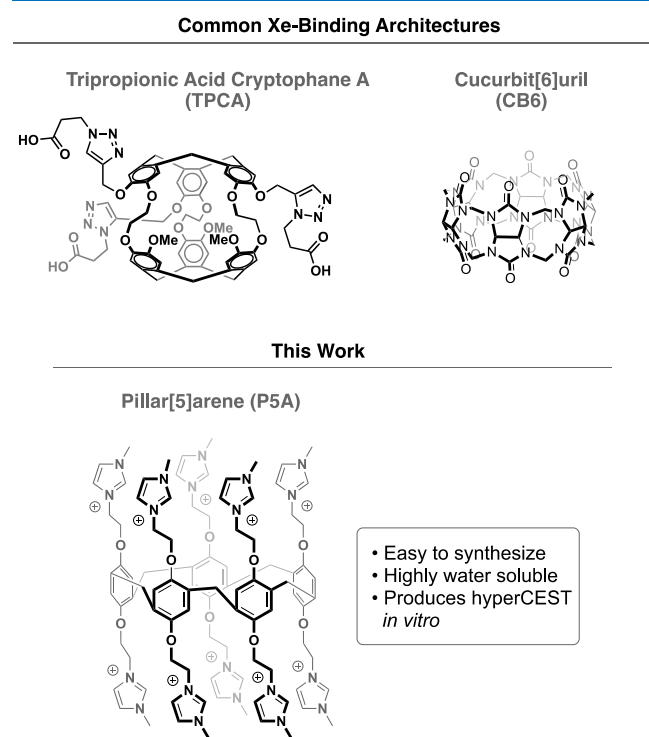 Common Xe-Binding Architectures
Tripropionic Acid Cryptophane A
(TPCA)
Cucurbit[6]uril
(CB6)
HO
O
N
N
N
O
O
O
N
N
N
O
O
HO
N
N
N
O
O
O
O
OMe
OMe
MeO
O
OH
O
O
N
N
N
N
O
N
N
O
N
N
O
N
N
O
O
O
This Work
Pillar[5]arene (P5A)
N
N
⊕
N
N
⊕
N
N
⊕
N
N
⊕
N
N
⊕
O
O
O
O
O
O
O
O
O
O
⊕
N
N
⊕
N
N
⊕
N
N
⊕
N
N
⊕
N
N
• Easy to synthesize
• Highly water soluble
• Produces hyperCEST
in vitro